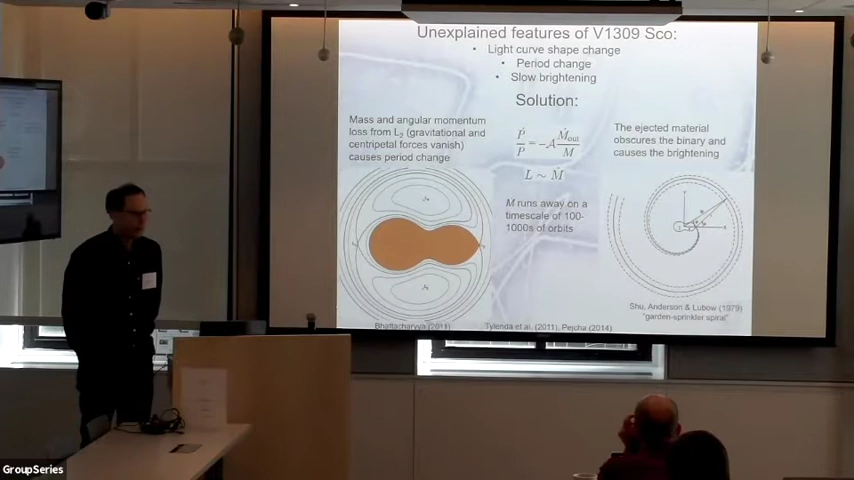 Unexplained features of V1309 Sco:
• Light curve shape change
• Period change
• Slow brightening
Solution:
Mass and angular momentum
loss from L₂ (gravitational and
centripetal forces vanish)
causes period change
Ṗ/P = -𝒜 Ṁout/M
L ~ Ṁ
Ṁ runs away on a
timescale of 100-
1000s of orbits
The ejected material
obscures the binary and
causes the brightening
Shu, Anderson & Lubow (1979)
"garden-sprinkler spiral"
Bhattacharyya (2011)
Tylenda et al. (2011), Pejcha (2014)
GroupSeries